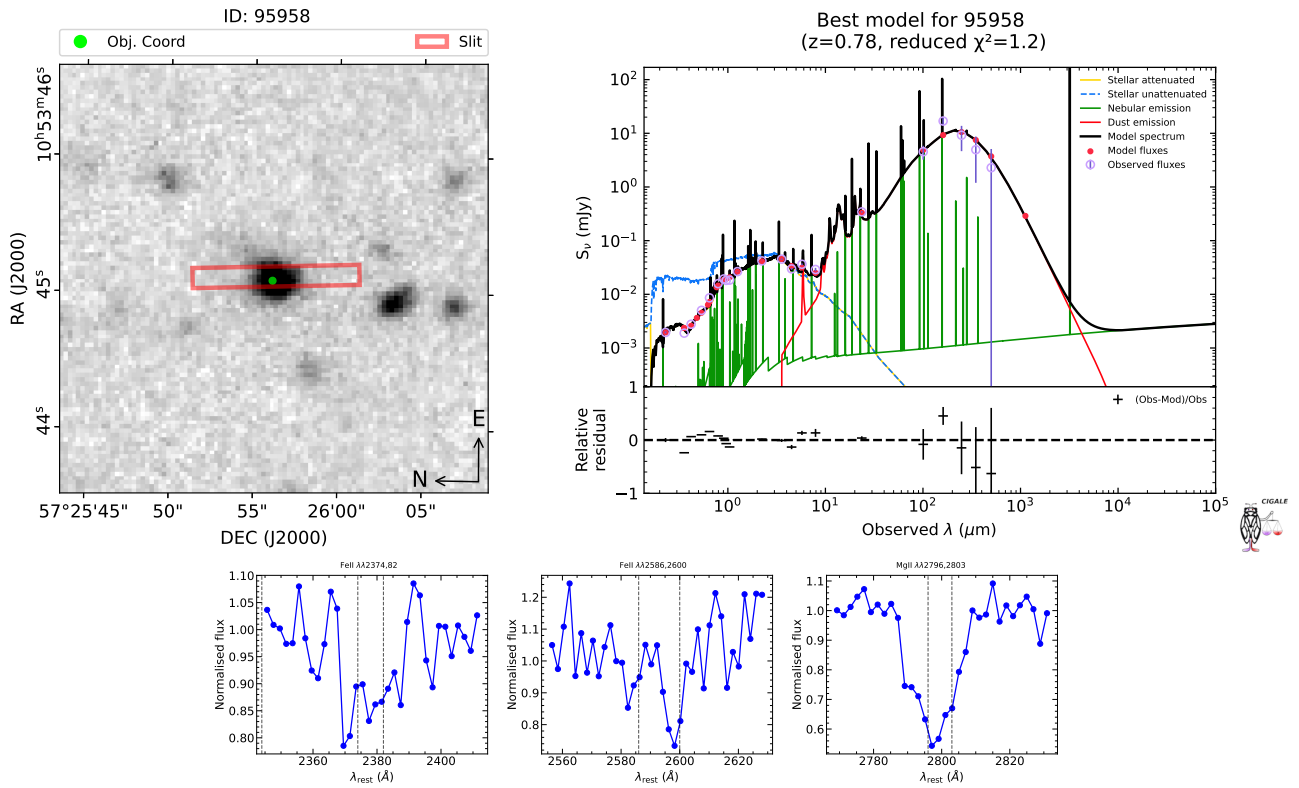 ID: 95958
Obj. Coord
Slit
10ʰ53ᵐ46ˢ
45ˢ
44ˢ
RA (J2000)
E
N
57°25'45"
50"
55"
26'00"
05"
DEC (J2000)
Best model for 95958
(z=0.78, reduced χ²=1.2)
10²
10¹
10⁰
10⁻¹
10⁻²
10⁻³
Sᵥ (mJy)
Stellar attenuated
Stellar unattenuated
Nebular emission
Dust emission
Model spectrum
Model fluxes
Observed fluxes
1
0
−1
Relative
residual
(Obs-Mod)/Obs
10⁰
10¹
10²
10³
10⁴
10⁵
Observed λ (μm)
CIGALE
FeII λλ2374,82
1.10
1.05
1.00
0.95
0.90
0.85
0.80
Normalised flux
2360
2380
2400
λrest (Å)
FeII λλ2586,2600
1.2
1.1
1.0
0.9
0.8
Normalised flux
2560
2580
2600
2620
λrest (Å)
MgII λλ2796,2803
1.1
1.0
0.9
0.8
0.7
0.6
Normalised flux
2780
2800
2820
λrest (Å)